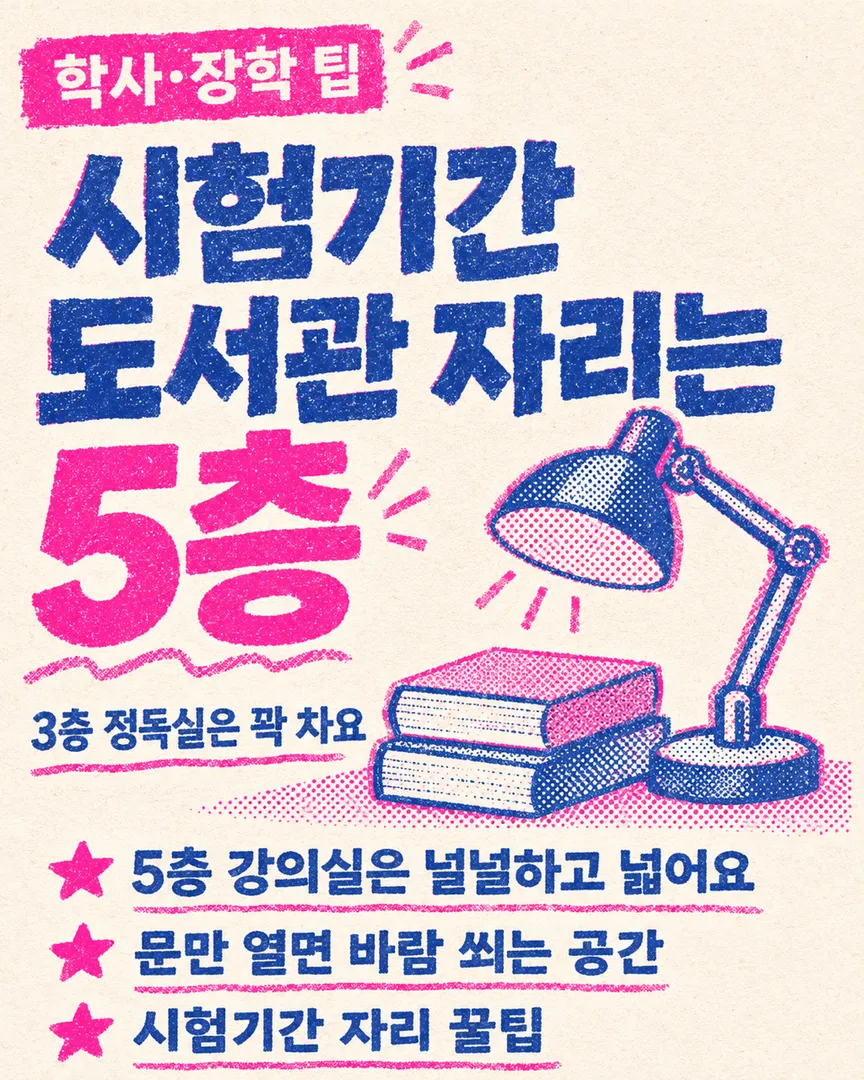 학사·장학 팁
시험기간
도서관 자리는
5층
3층 정독실은 꽉 차요
5층 강의실은 널널하고 넓어요
문만 열면 바람 쐬는 공간
시험기간 자리 꿀팁